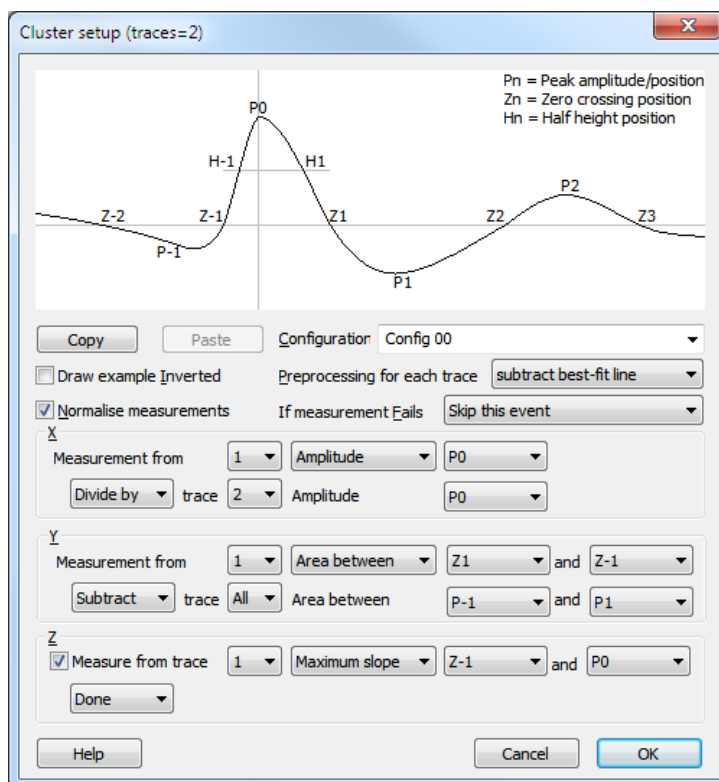 Cluster setup (traces=2)
Pn = Peak amplitude/position
Zn = Zero crossing position
Hn = Half height position
P0
H-1 H1
P2
Z-2 Z-1 Z1 Z2 Z3
P-1
P1
Copy Paste Configuration Config 00
Draw example Inverted Preprocessing for each trace subtract best-fit line
Normalise measurements If measurement Fails Skip this event
X
Measurement from 1 Amplitude P0
Divide by trace 2 Amplitude P0
Y
Measurement from 1 Area between Z1 and Z-1
Subtract trace All Area between P-1 and P1
Z
Measure from trace 1 Maximum slope Z-1 and P0
Done
Help Cancel OK